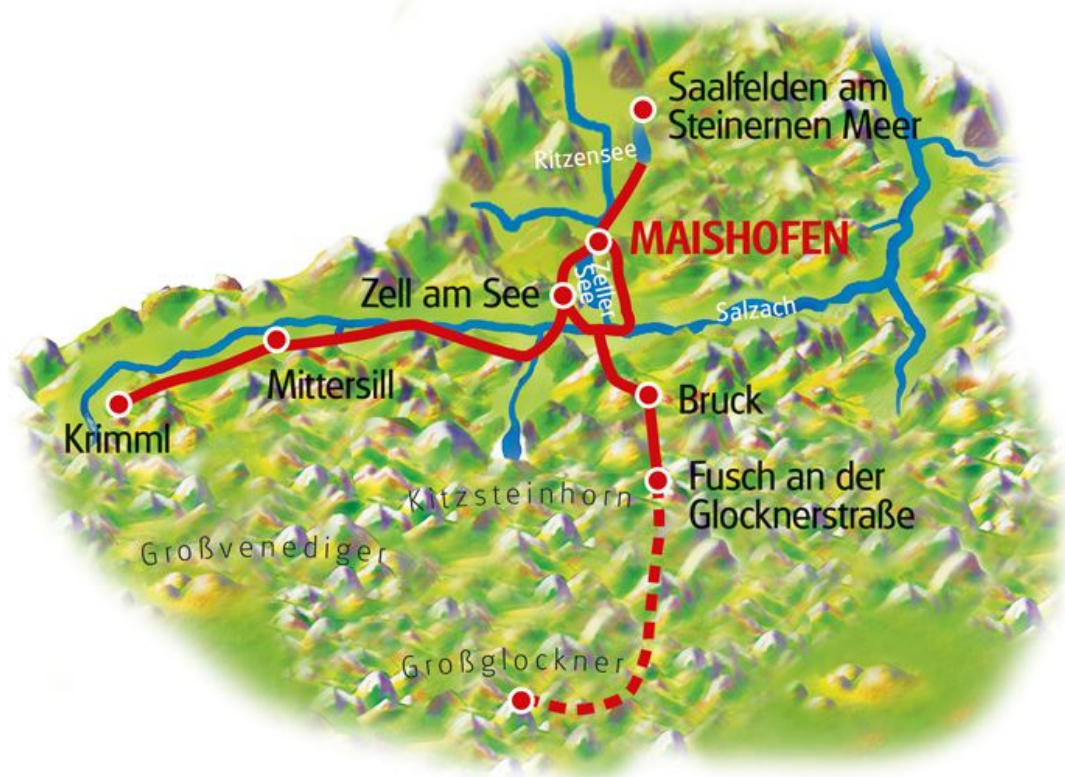 Saalfelden am
Steinernen Meer
Ritzensee
MAISHOFEN
Zeller
See
Zell am See
Salzach
Mittersill
Krimml
Bruck
Fusch an der
Glocknerstraße
Kitzsteinhorn
Großvenediger
Großglockner